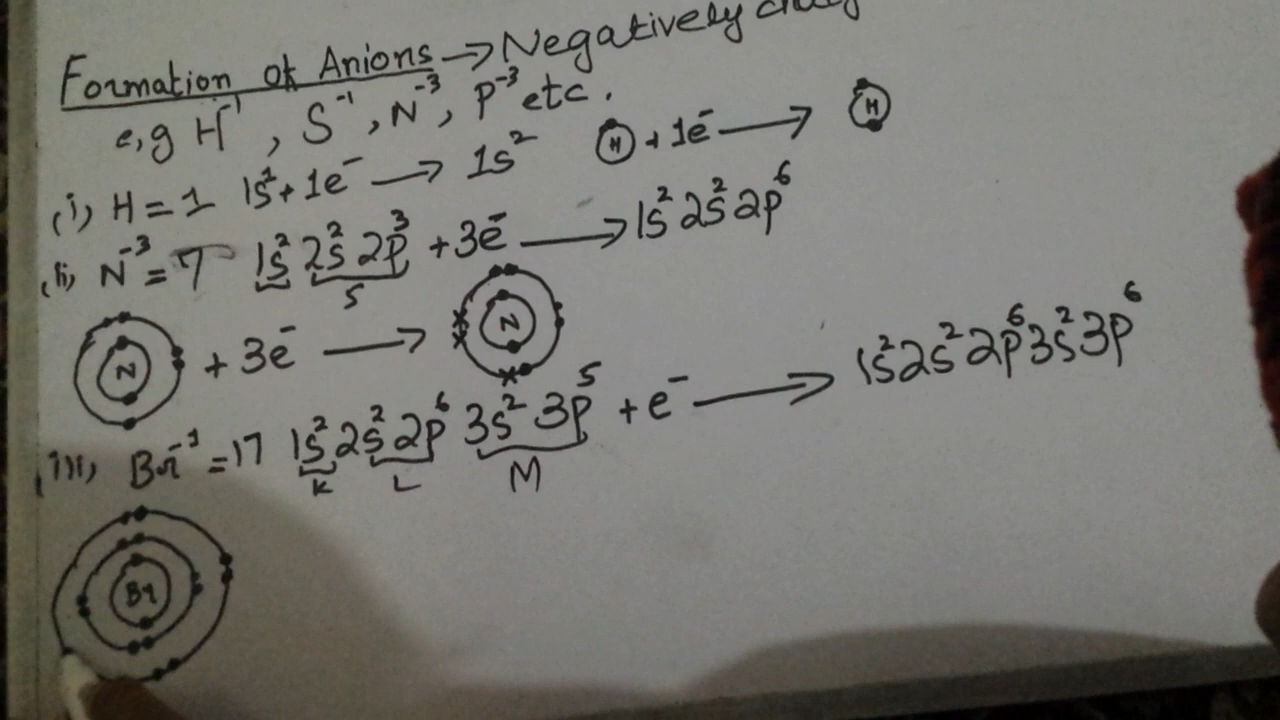 Formation of Anions → Negatively
e,g H⁻¹, S⁻¹, N⁻³, P⁻³ etc.
(i) H = 1 1s¹ + 1e⁻ → 1s² H + 1e⁻ → H
(ii) N⁻³ = 7 1s² 2s² 2p³ + 3e⁻ → 1s² 2s² 2p⁶
5
N + 3e⁻ → N
(iii) Br⁻¹ = 17 1s² 2s² 2p⁶ 3s² 3p⁵ + e⁻ → 1s² 2s² 2p⁶ 3s² 3p⁶
K L M
Br